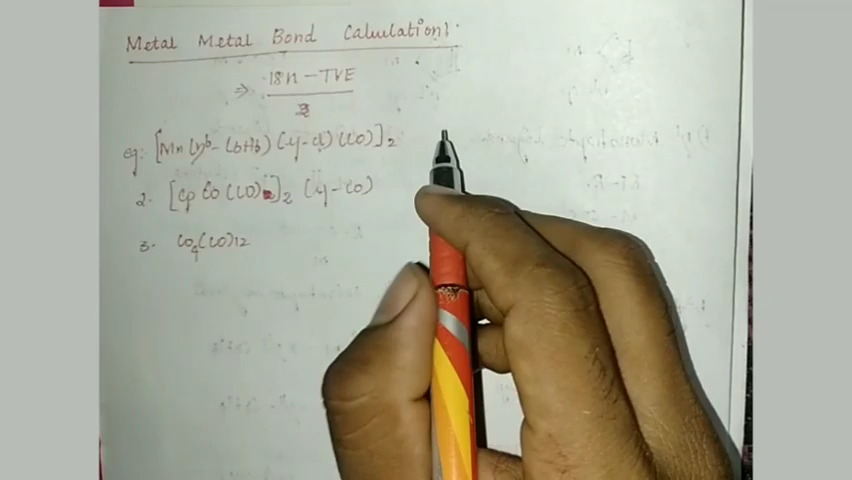 Metal Metal Bond Calculation:
⇒ 18n - TVE
2
eg: [Mn(η⁶-C6H6)(μ-Cl)(CO)]2
2. [Cp Co(CO)]2 (μ-CO)
3. Co4(CO)12